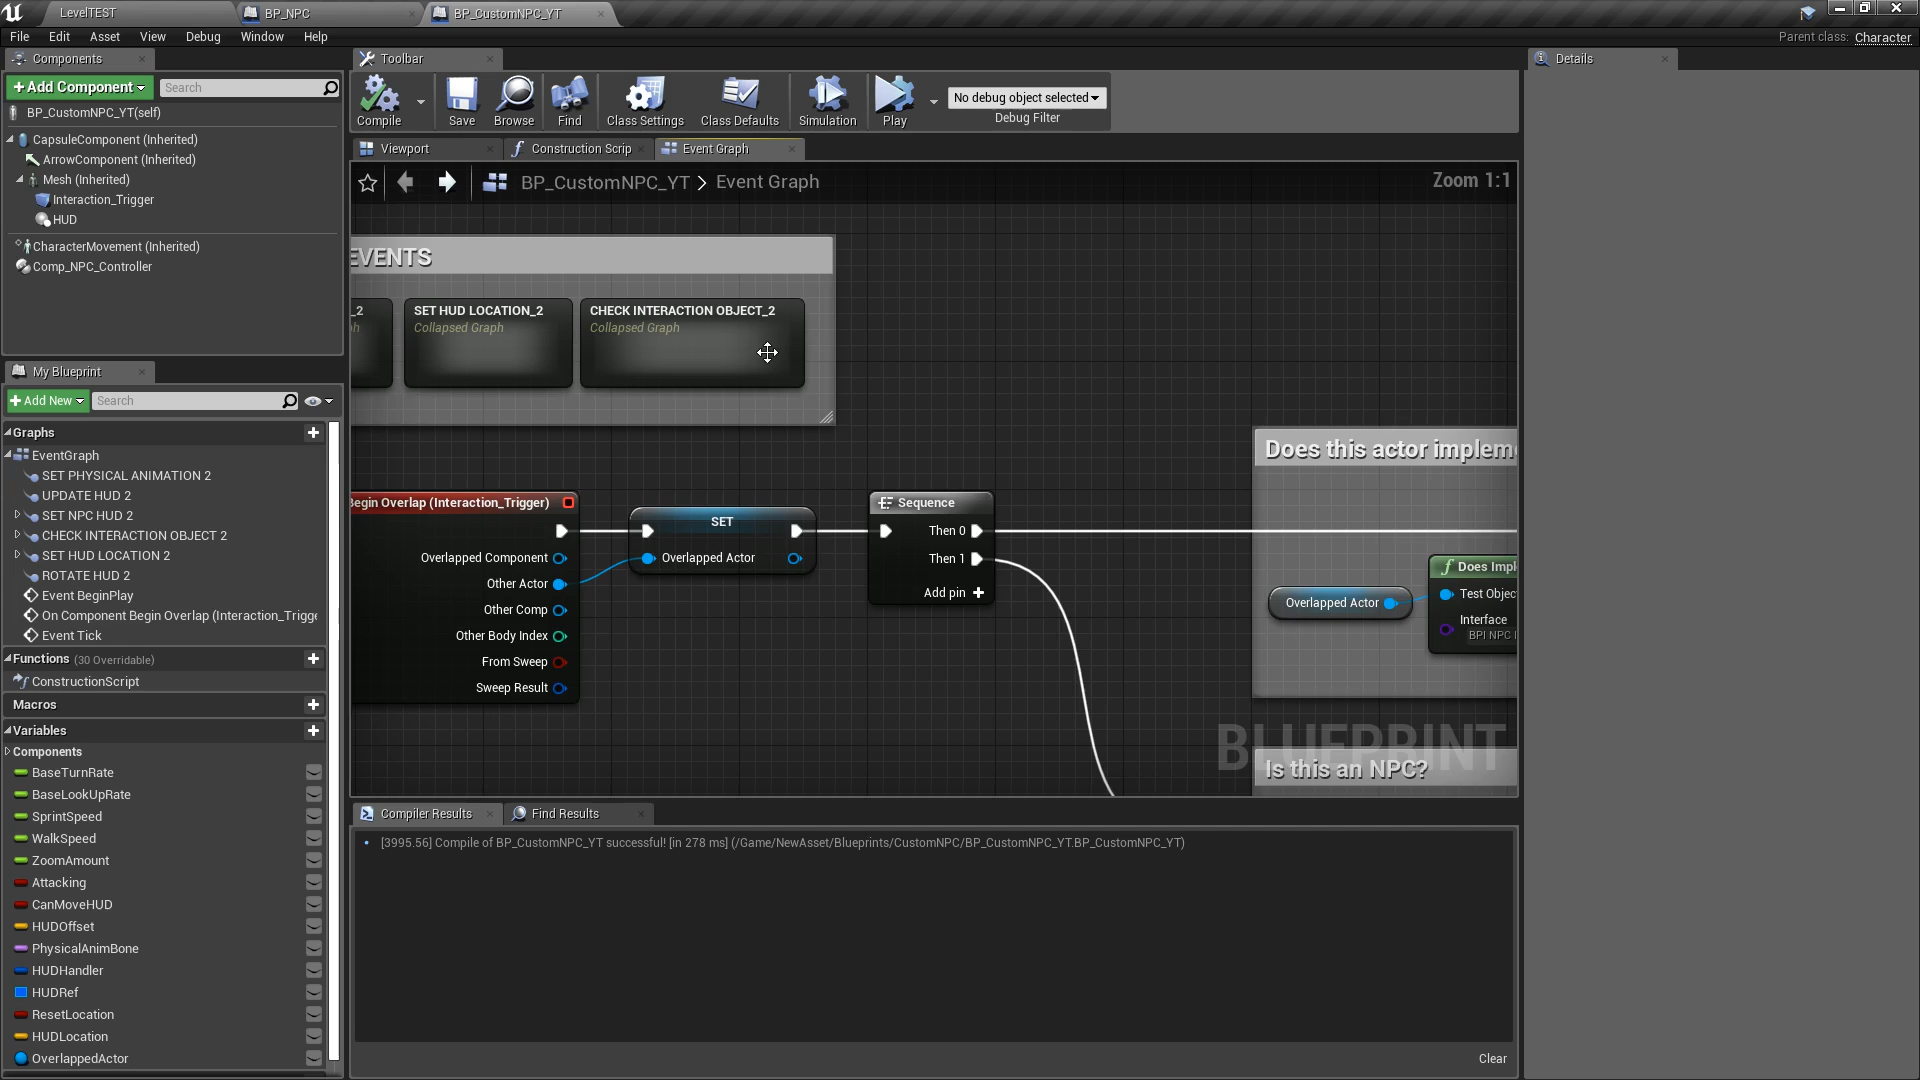 LevelTEST
BP_NPC
BP_CustomNPC_YT
File Edit Asset View Debug Window Help
Parent class: Character
Components
Toolbar
Details
+Add Component
Search
BP_CustomNPC_YT(self)
CapsuleComponent (Inherited)
ArrowComponent (Inherited)
Mesh (Inherited)
Interaction_Trigger
HUD
CharacterMovement (Inherited)
Comp_NPC_Controller
Compile
Save
Browse
Find
Class Settings
Class Defaults
Simulation
Play
No debug object selected
Debug Filter
Viewport
Construction Scrip
Event Graph
BP_CustomNPC_YT > Event Graph
Zoom 1:1
EVENTS
_2
SET HUD LOCATION_2
Collapsed Graph
CHECK INTERACTION OBJECT_2
Collapsed Graph
Begin Overlap (Interaction_Trigger)
Overlapped Component
Other Actor
Other Comp
Other Body Index
From Sweep
Sweep Result
SET
Overlapped Actor
Sequence
Then 0
Then 1
Add pin +
Does this actor implem
Overlapped Actor
Does Impl
Test Objec
Interface
BPI NPC I
BLUEPRINT
Is this an NPC?
My Blueprint
+Add New
Search
Graphs
EventGraph
SET PHYSICAL ANIMATION 2
UPDATE HUD 2
SET NPC HUD 2
CHECK INTERACTION OBJECT 2
SET HUD LOCATION 2
ROTATE HUD 2
Event BeginPlay
On Component Begin Overlap (Interaction_Trigge
Event Tick
Functions (30 Overridable)
ConstructionScript
Macros
Variables
Components
BaseTurnRate
BaseLookUpRate
SprintSpeed
WalkSpeed
ZoomAmount
Attacking
CanMoveHUD
HUDOffset
PhysicalAnimBone
HUDHandler
HUDRef
ResetLocation
HUDLocation
OverlappedActor
Compiler Results
Find Results
[3995.56] Compile of BP_CustomNPC_YT successful! [in 278 ms] (/Game/NewAsset/Blueprints/CustomNPC/BP_CustomNPC_YT.BP_CustomNPC_YT)
Clear